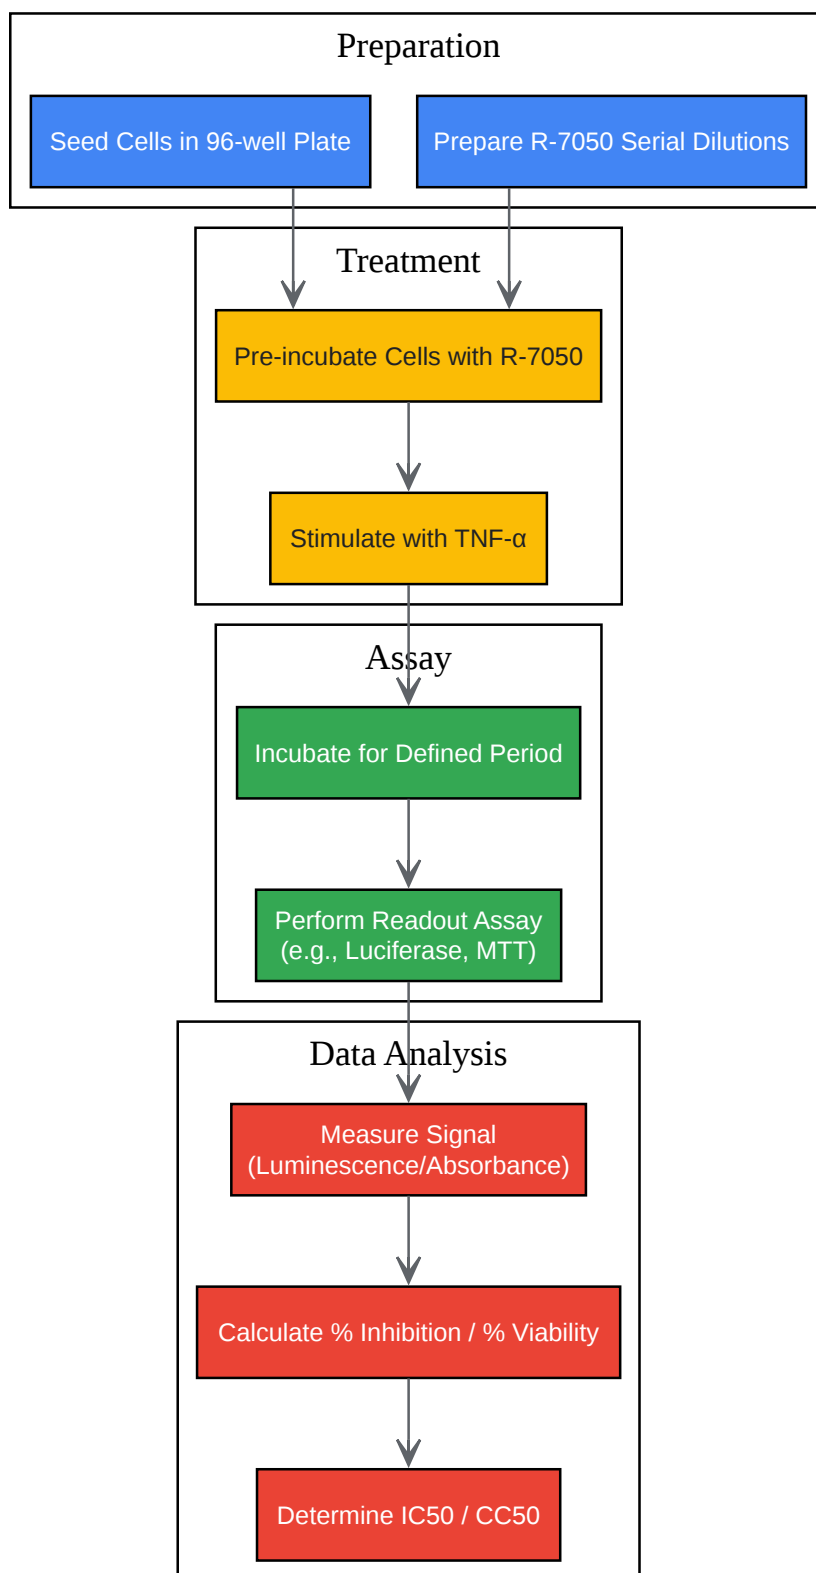 Preparation
Seed Cells in 96-well Plate
Prepare R-7050 Serial Dilutions
Treatment
Pre-incubate Cells with R-7050
Stimulate with TNF-α
Assay
Incubate for Defined Period
Perform Readout Assay
(e.g., Luciferase, MTT)
Data Analysis
Measure Signal
(Luminescence/Absorbance)
Calculate % Inhibition / % Viability
Determine IC50 / CC50